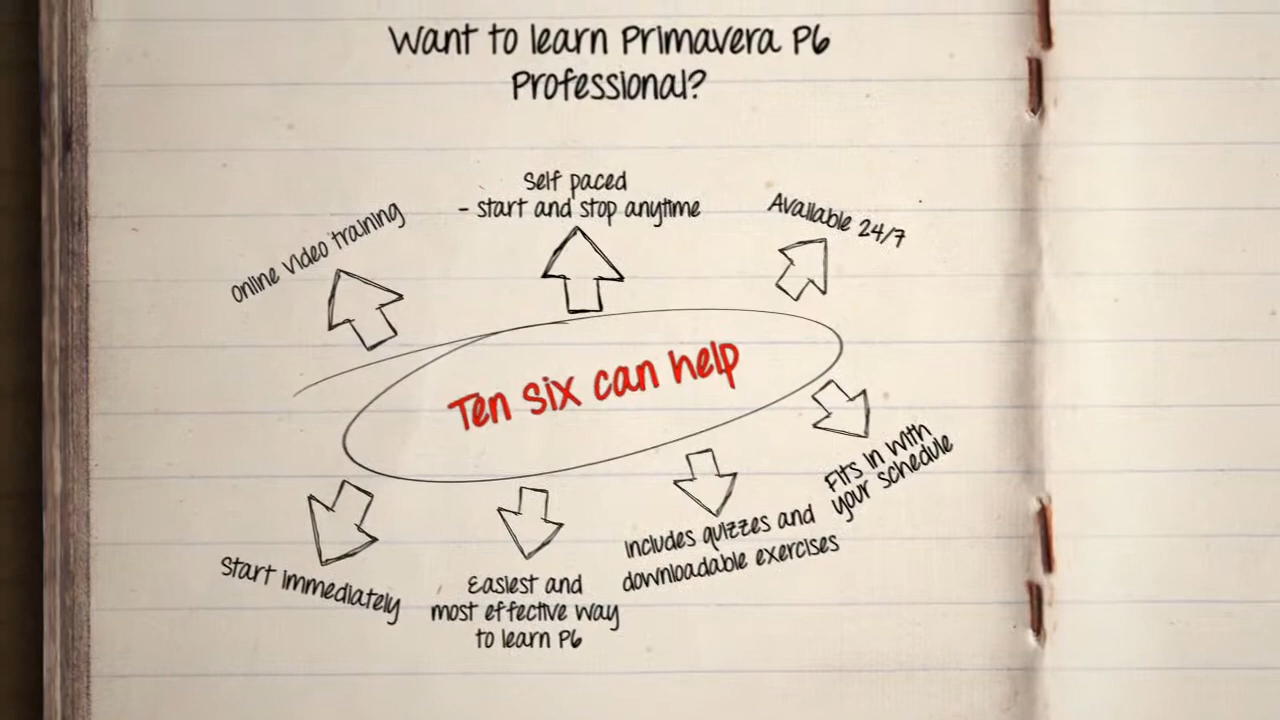 Want to learn Primavera P6
Professional?
Self paced
- start and stop anytime
Online video training
Available 24/7
Ten six can help
Fits in with
your schedule
Includes quizzes and
downloadable exercises
Start immediately
Easiest and
most effective way
to learn P6